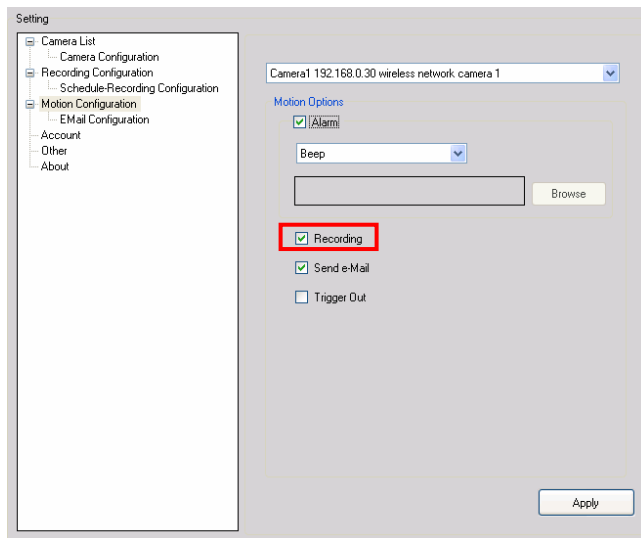 Setting
Camera List
Camera Configuration
Recording Configuration
Schedule-Recording Configuration
Motion Configuration
EMail Configuration
Account
Other
About
Camera1 192.168.0.30 wireless network camera 1
Motion Options
Alarm
Beep
Browse
Recording
Send e-Mail
Trigger Out
Apply